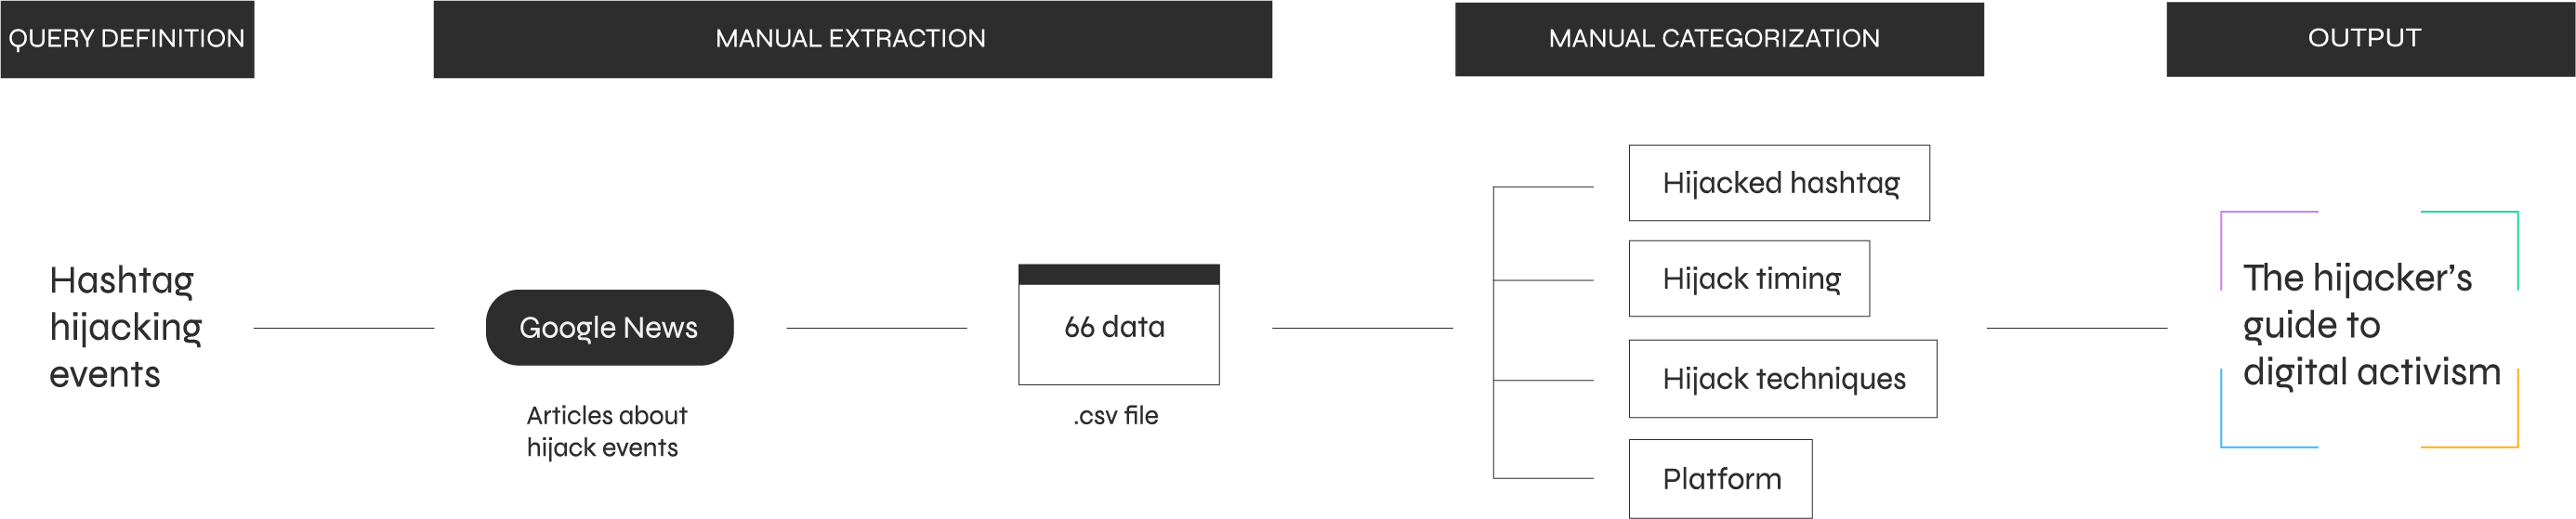 QUERY DEFINITION
MANUAL EXTRACTION
MANUAL CATEGORIZATION
OUTPUT
Hashtag
hijacking
events
Google News
Articles about
hijack events
66 data
.csv file
Hijacked hashtag
Hijack timing
Hijack techniques
Platform
The hijacker’s
guide to
digital activism